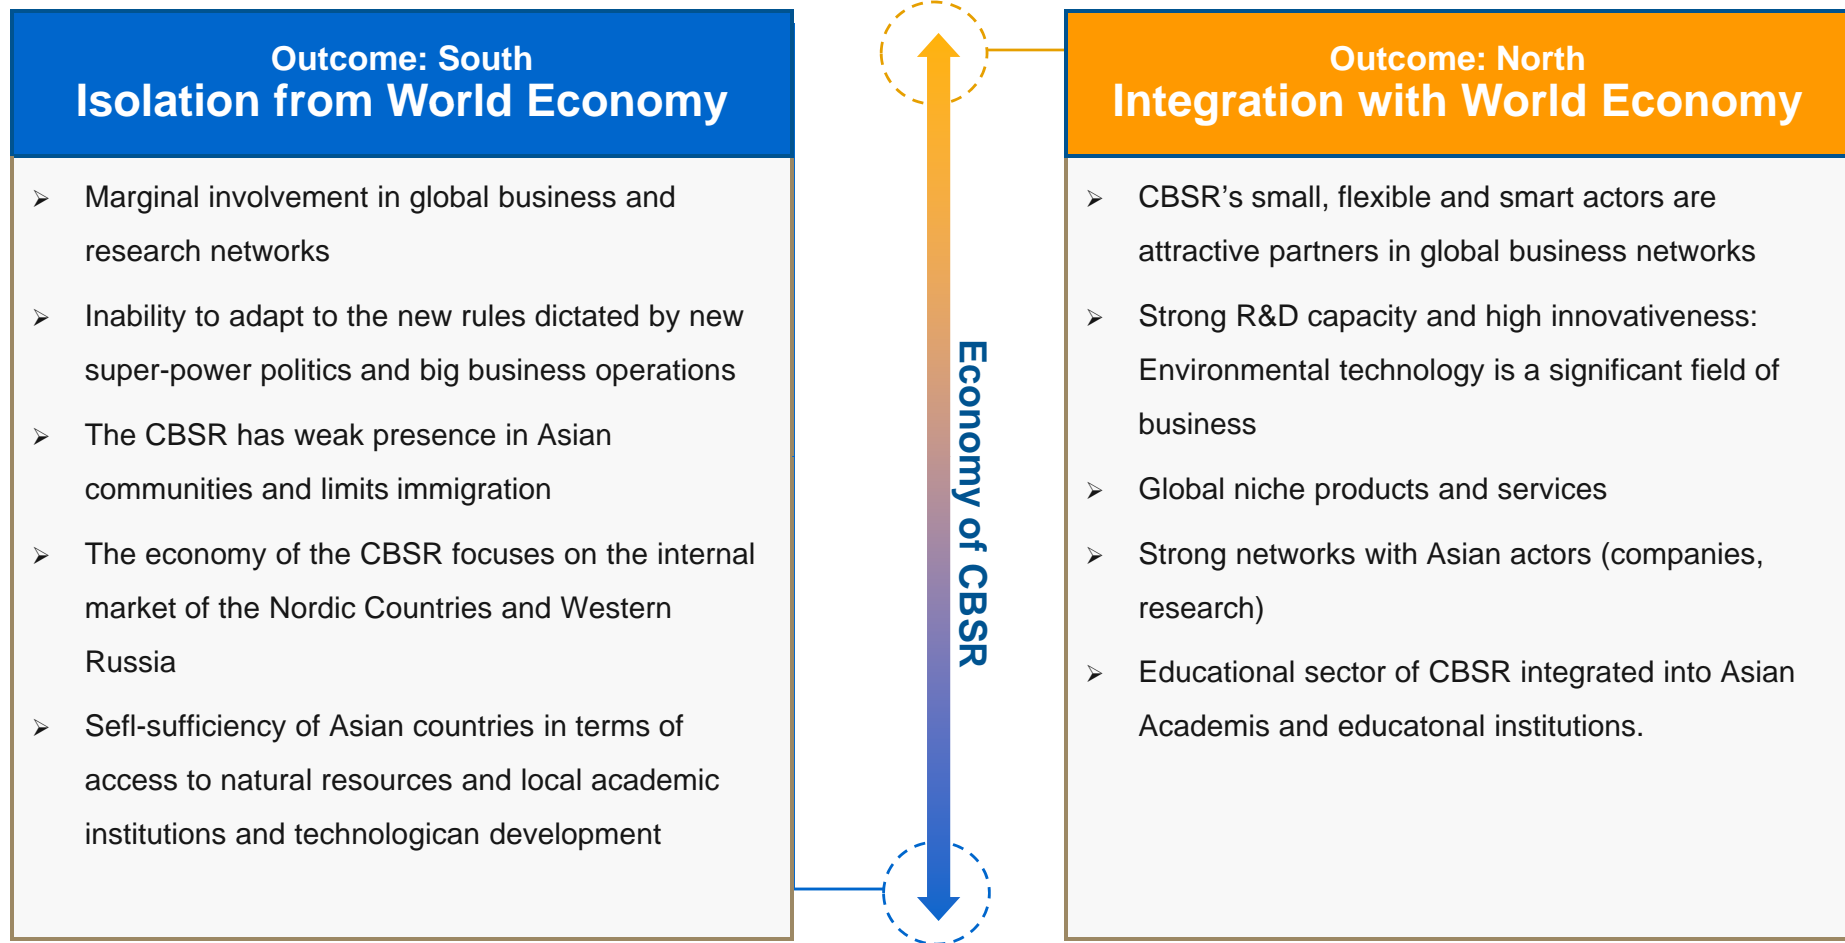 Outcome: South
Isolation from World Economy
➢ Marginal involvement in global business and
research networks
➢ Inability to adapt to the new rules dictated by new
super-power politics and big business operations
➢ The CBSR has weak presence in Asian
communities and limits immigration
➢ The economy of the CBSR focuses on the internal
market of the Nordic Countries and Western
Russia
➢ Sefl-sufficiency of Asian countries in terms of
access to natural resources and local academic
institutions and technologican development
Economy of CBSR
Outcome: North
Integration with World Economy
➢ CBSR’s small, flexible and smart actors are
attractive partners in global business networks
➢ Strong R&D capacity and high innovativeness:
Environmental technology is a significant field of
business
➢ Global niche products and services
➢ Strong networks with Asian actors (companies,
research)
➢ Educational sector of CBSR integrated into Asian
Academis and educatonal institutions.